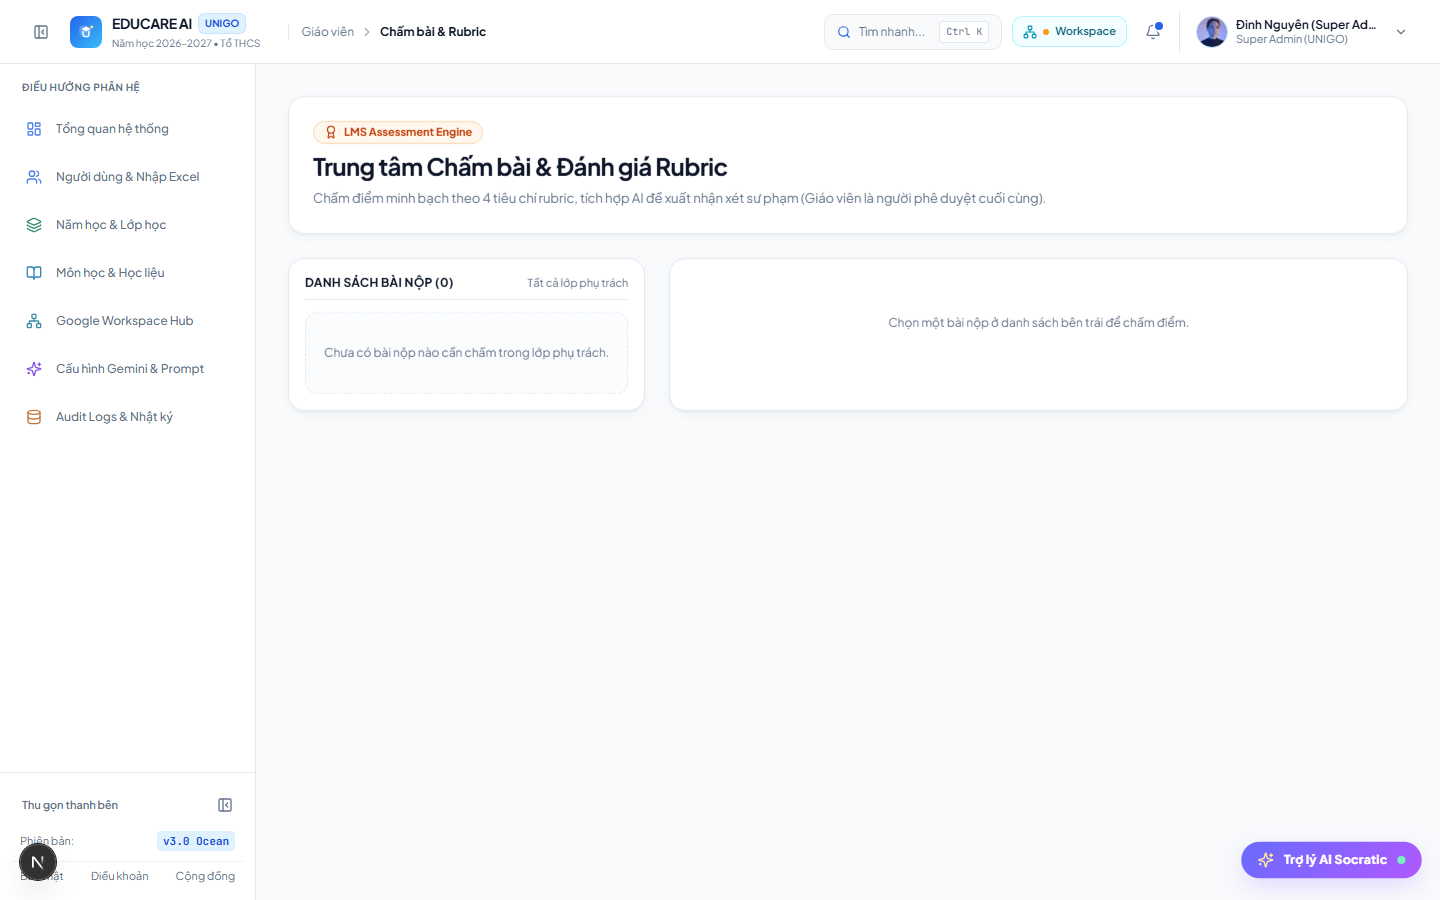 EDUCARE AI UNIGO
Năm học 2026-2027 • Tổ THCS
Giáo viên > Chấm bài & Rubric
Tìm nhanh... Ctrl K
Workspace
Đinh Nguyên (Super Ad...
Super Admin (UNIGO)
ĐIỀU HƯỚNG PHÂN HỆ
Tổng quan hệ thống
Người dùng & Nhập Excel
Năm học & Lớp học
Môn học & Học liệu
Google Workspace Hub
Cấu hình Gemini & Prompt
Audit Logs & Nhật ký
Thu gọn thanh bên
Phiên bản: v3.0 Ocean
Điều khoản
Cộng đồng
N
LMS Assessment Engine
Trung tâm Chấm bài & Đánh giá Rubric
Chấm điểm minh bạch theo 4 tiêu chí rubric, tích hợp AI đề xuất nhận xét sư phạm (Giáo viên là người phê duyệt cuối cùng).
DANH SÁCH BÀI NỘP (0)
Tất cả lớp phụ trách
Chưa có bài nộp nào cần chấm trong lớp phụ trách.
Chọn một bài nộp ở danh sách bên trái để chấm điểm.
Trợ lý AI Socratic